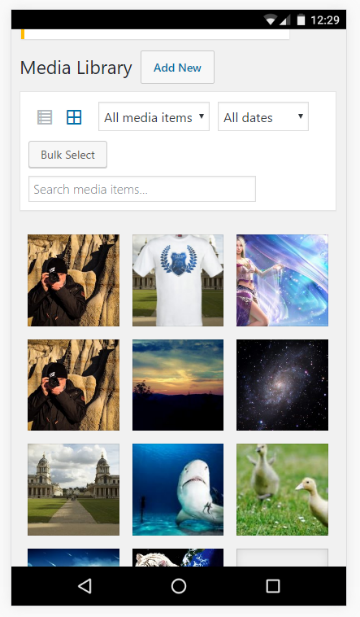 12:29
Media Library Add New
All media items All dates
Bulk Select
Search media items...